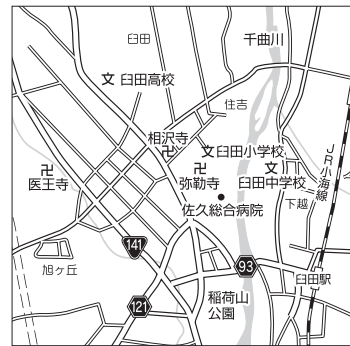 臼田
千曲川
臼田高校
住吉
相沢寺
臼田小学校
JR小海線
医王寺
弥勒寺
臼田中学校
下越
佐久総合病院
141
旭ヶ丘
93
臼田駅
121
稲荷山
公園